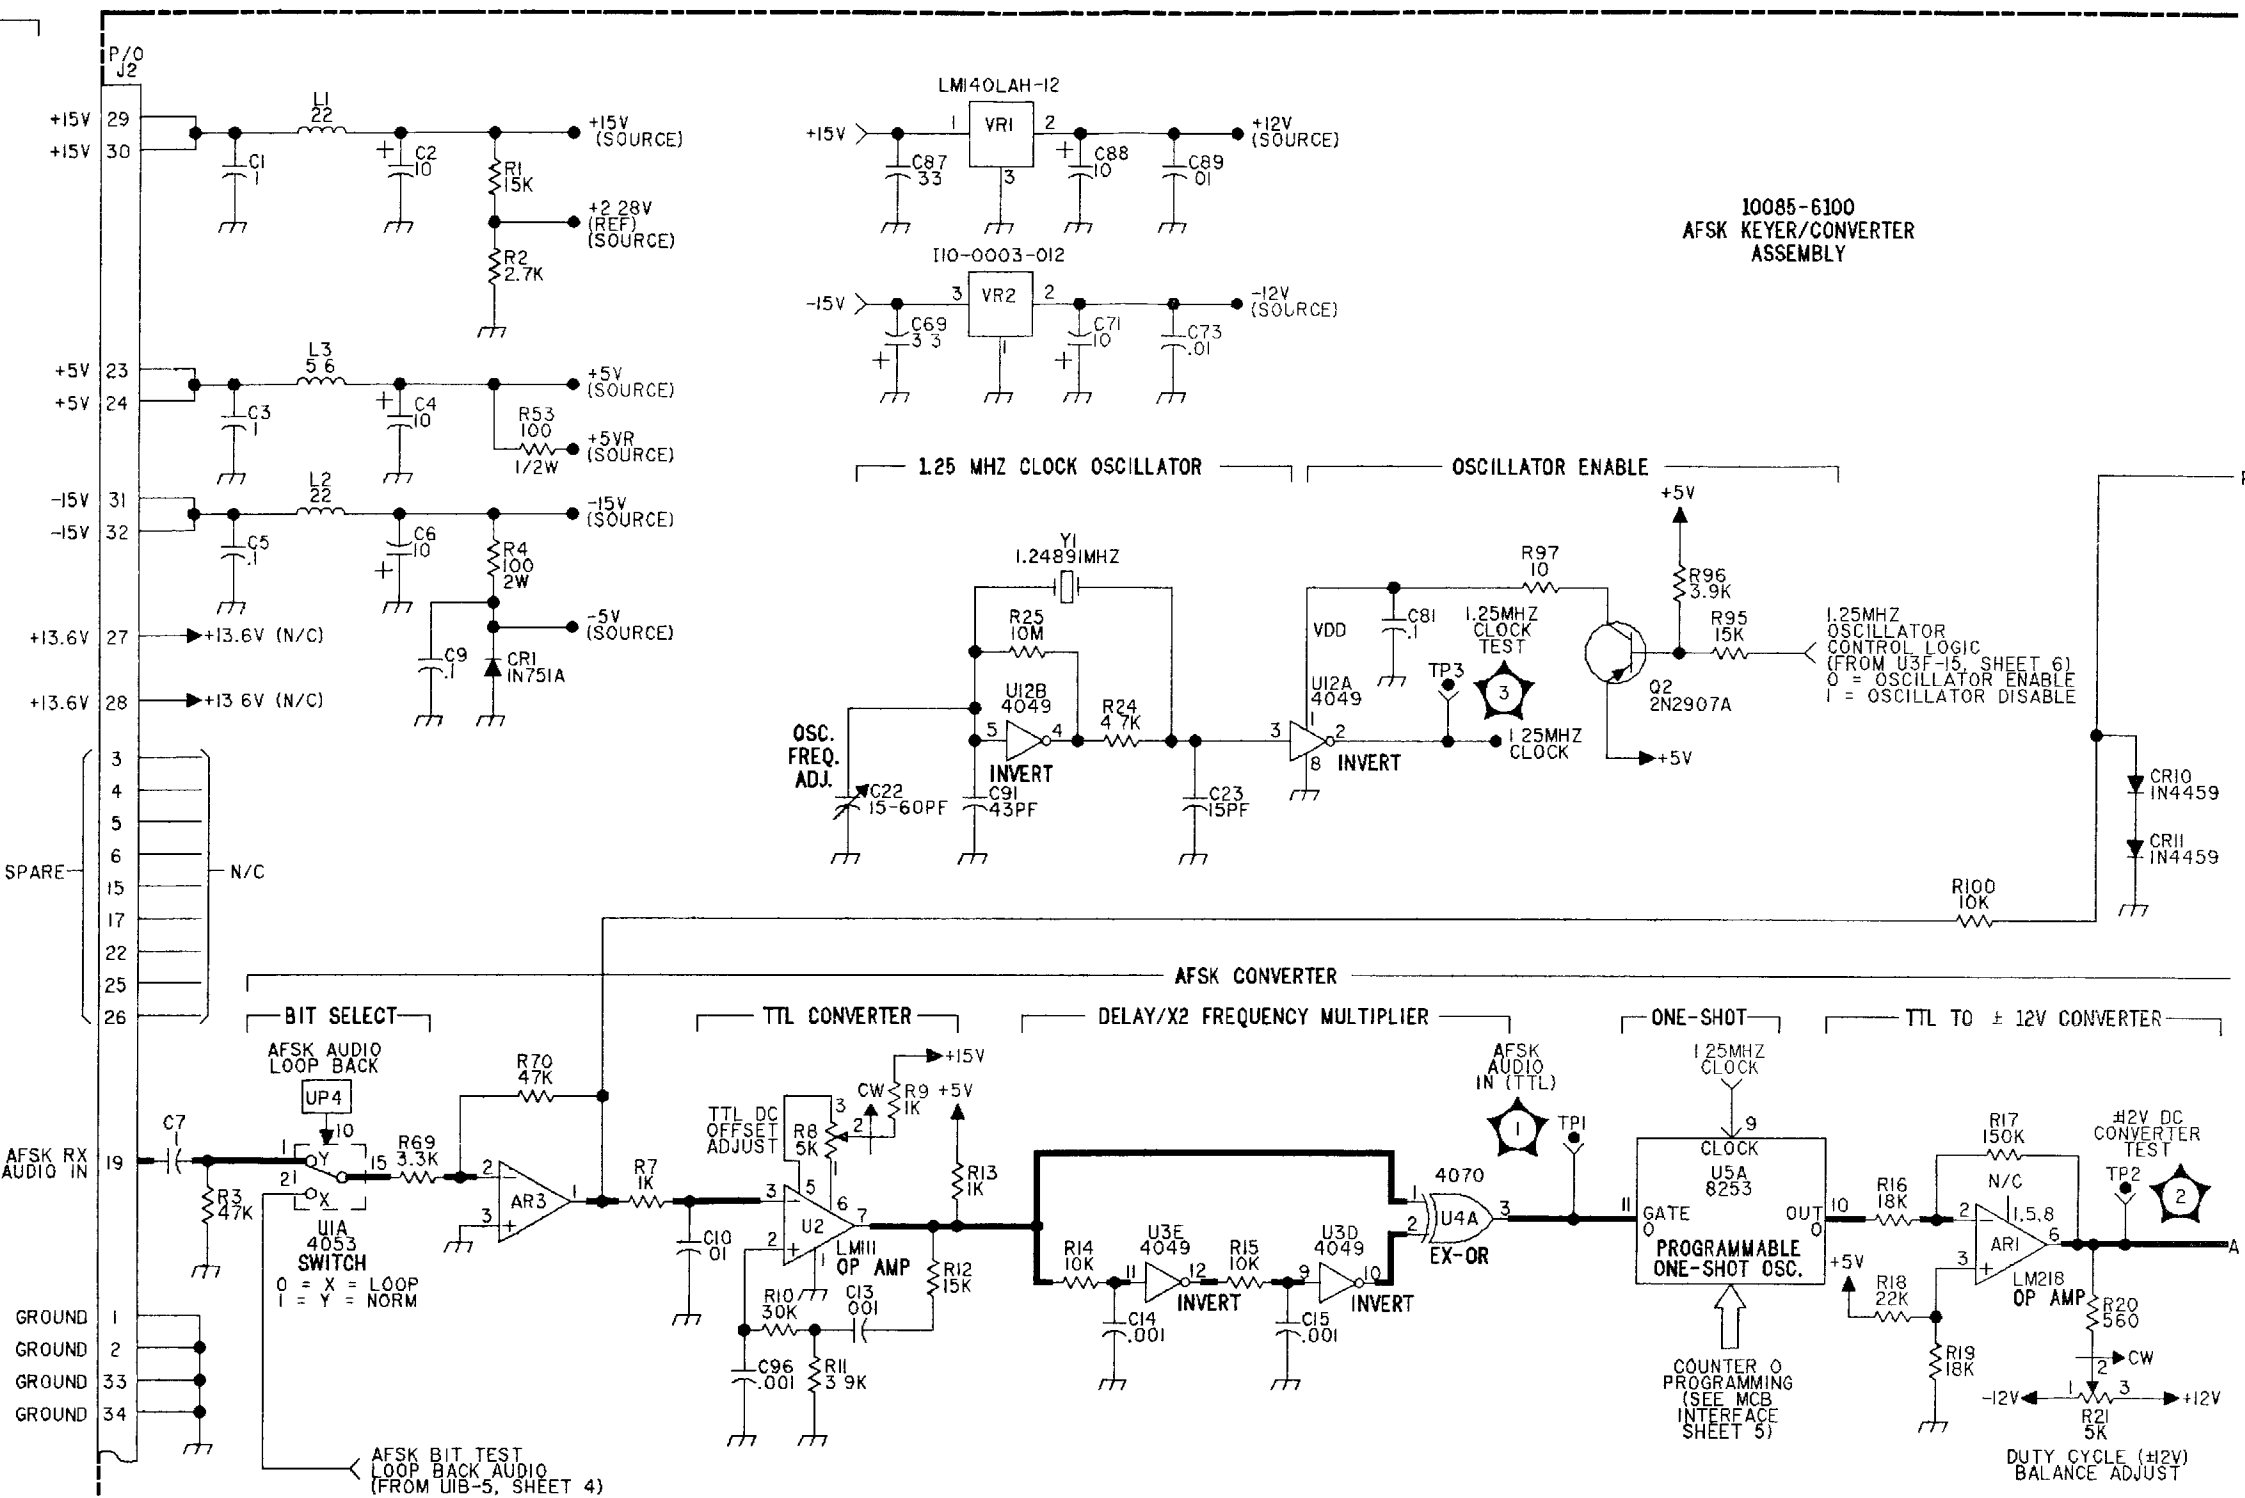 P/O
J2
+15V 29
+15V 30
L1
22
C1
.1
+
C2
10
R1
15K
+15V
(SOURCE)
+2.28V
(REF)
(SOURCE)
R2
2.7K
LM140LAH-12
+15V
1 VR1 2
3
C87
.33
+
C88
10
C89
.01
+12V
(SOURCE)
110-0003-012
-15V
3 VR2 2
1
C69
3.3
+
C71
10
+
C73
.01
-12V
(SOURCE)
10085-6100
AFSK KEYER/CONVERTER
ASSEMBLY
+5V 23
+5V 24
L3
5.6
C3
.1
+
C4
10
R53
100
1/2W
+5V
(SOURCE)
+5VR
(SOURCE)
-15V 31
-15V 32
L2
22
C5
.1
C6
10
+
R4
100
2W
-15V
(SOURCE)
C9
.1
CR1
1N751A
-5V
(SOURCE)
+13.6V 27 +13.6V (N/C)
+13.6V 28 +13.6V (N/C)
SPARE
3
4
5
6
15
17
22
25
26
N/C
1.25 MHZ CLOCK OSCILLATOR
OSCILLATOR ENABLE
Y1
1.24891MHZ
R25
10M
U12B
4049
5 4
INVERT
R24
4.7K
OSC.
FREQ.
ADJ.
C22
15-60PF
C91
43PF
C23
15PF
VDD
C81
.1
R97
10
+5V
R96
3.9K
R95
15K
Q2
2N2907A
+5V
1.25MHZ
OSCILLATOR
CONTROL LOGIC
(FROM U3F-15, SHEET 6)
0 = OSCILLATOR ENABLE
1 = OSCILLATOR DISABLE
U12A
4049
1
3 2
8
INVERT
1.25MHZ
CLOCK
TEST
TP3
3
1.25MHZ
CLOCK
CR10
1N4459
CR11
1N4459
R100
10K
AFSK CONVERTER
BIT SELECT
TTL CONVERTER
DELAY/X2 FREQUENCY MULTIPLIER
ONE-SHOT
TTL TO ± 12V CONVERTER
AFSK AUDIO
LOOP BACK
UP4
10
AFSK RX
AUDIO IN
19
C7
R3
47K
1 Y
2 X
15
U1A
4053
SWITCH
0 = X = LOOP
1 = Y = NORM
R69
3.3K
R70
47K
2 -
3 +
AR3
1
R7
1K
C10
.01
TTL DC
OFFSET
ADJUST
R8
5K
3
2
1
CW
R9
1K
+15V
+5V
R13
1K
3 -
2 +
5
6
7
1
U2
LM111
OP AMP
R12
15K
R10
30K
C13
.001
C96
.001
R11
3.9K
R14
10K
C14
.001
U3E
4049
11 12
INVERT
R15
10K
C15
.001
U3D
4049
9 10
INVERT
4070
1
2
U4A
3
EX-OR
AFSK
AUDIO
IN (TTL)
1
TP1
1.25MHZ
CLOCK
9
CLOCK
U5A
8253
11 GATE
0
OUT 10
0
PROGRAMMABLE
ONE-SHOT OSC.
COUNTER 0
PROGRAMMING
(SEE MCB
INTERFACE
SHEET 5)
R16
18K
R17
150K
N/C
1,5,8
2 -
3 +
AR1
6
LM218
OP AMP
+5V
R18
22K
R19
18K
±12V DC
CONVERTER
TEST
TP2
2
A
R20
560
CW
2
-12V 1 3 +12V
R21
5K
DUTY CYCLE (±12V)
BALANCE ADJUST
GROUND 1
GROUND 2
GROUND 33
GROUND 34
AFSK BIT TEST
LOOP BACK AUDIO
(FROM U1B-5, SHEET 4)